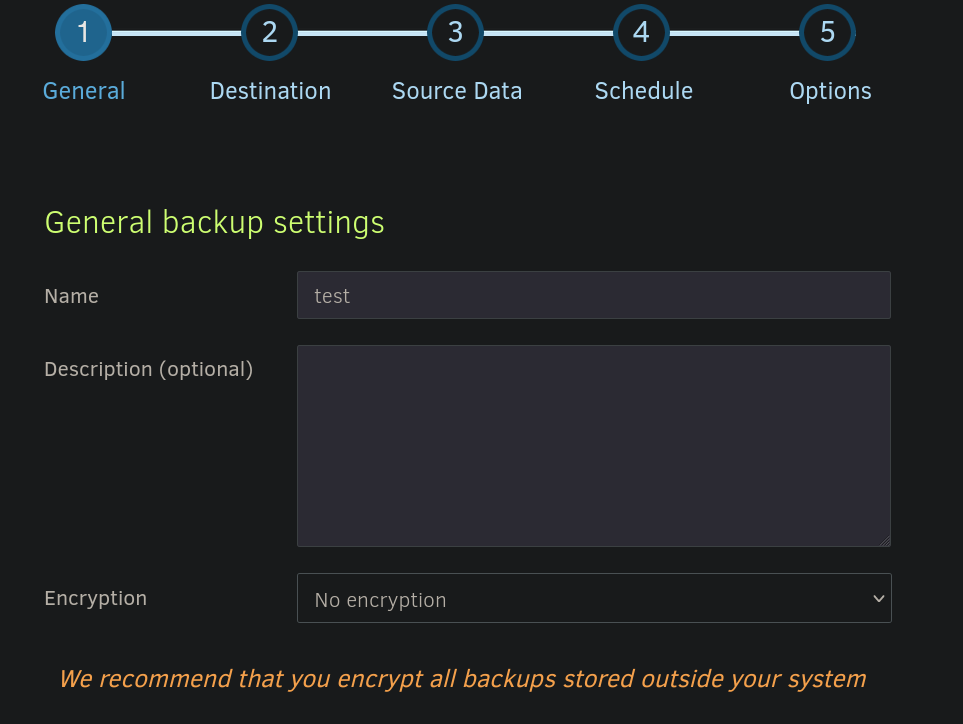 1 2 3 4 5
General Destination Source Data Schedule Options
General backup settings
Name test
Description (optional)
Encryption No encryption
We recommend that you encrypt all backups stored outside your system